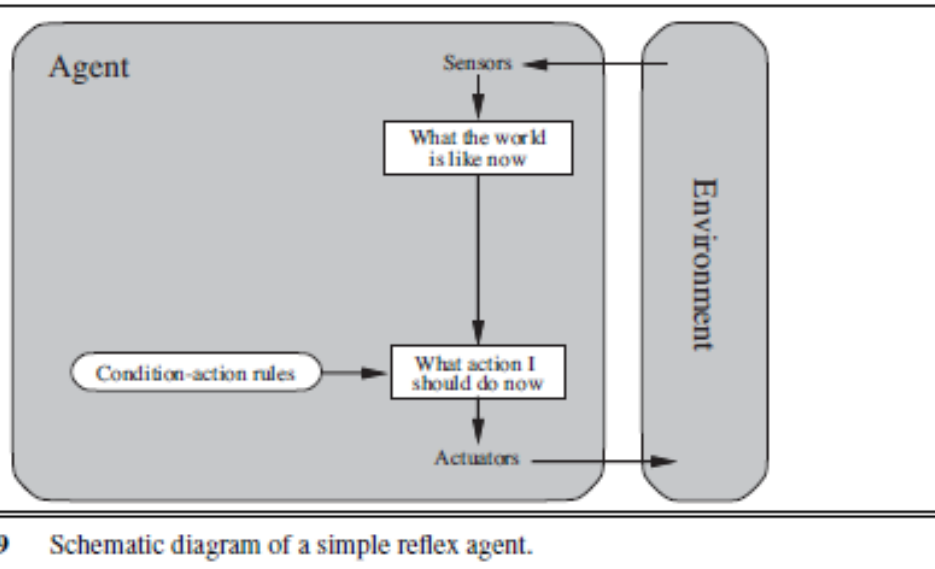 Agent
Sensors
What the world
is like now
Environment
Condition-action rules
What action I
should do now
Actuators
9 Schematic diagram of a simple reflex agent.